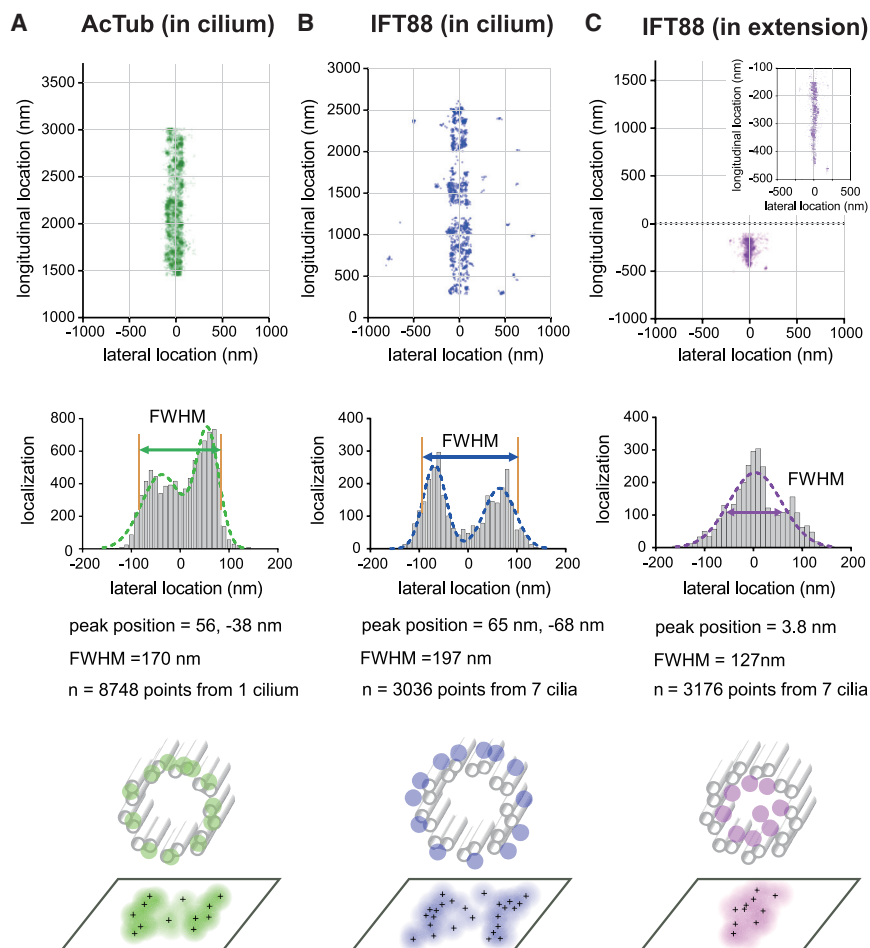 A AcTub (in cilium)
3500
3000
2500
2000
1500
1000
-1000 -500 0 500 1000
longitudinal location (nm)
lateral location (nm)
B IFT88 (in cilium)
3000
2500
2000
1500
1000
500
0
-1000 -500 0 500 1000
longitudinal location (nm)
lateral location (nm)
C IFT88 (in extension)
1500
1000
500
0
-500
-1000
-1000 -500 0 500 1000
longitudinal location (nm)
lateral location (nm)
-100
-200
-300
-400
-500
-500 0 500
longitudinal location (nm)
lateral location (nm)
800
600
400
200
0
-200 -100 0 100 200
localization
FWHM
lateral location (nm)
400
300
200
100
0
-200 -100 0 100 200
localization
FWHM
lateral location (nm)
400
300
200
100
0
-200 -100 0 100 200
localization
FWHM
lateral location (nm)
peak position = 56, -38 nm
FWHM =170 nm
n = 8748 points from 1 cilium
peak position = 65 nm, -68 nm
FWHM =197 nm
n = 3036 points from 7 cilia
peak position = 3.8 nm
FWHM = 127nm
n = 3176 points from 7 cilia